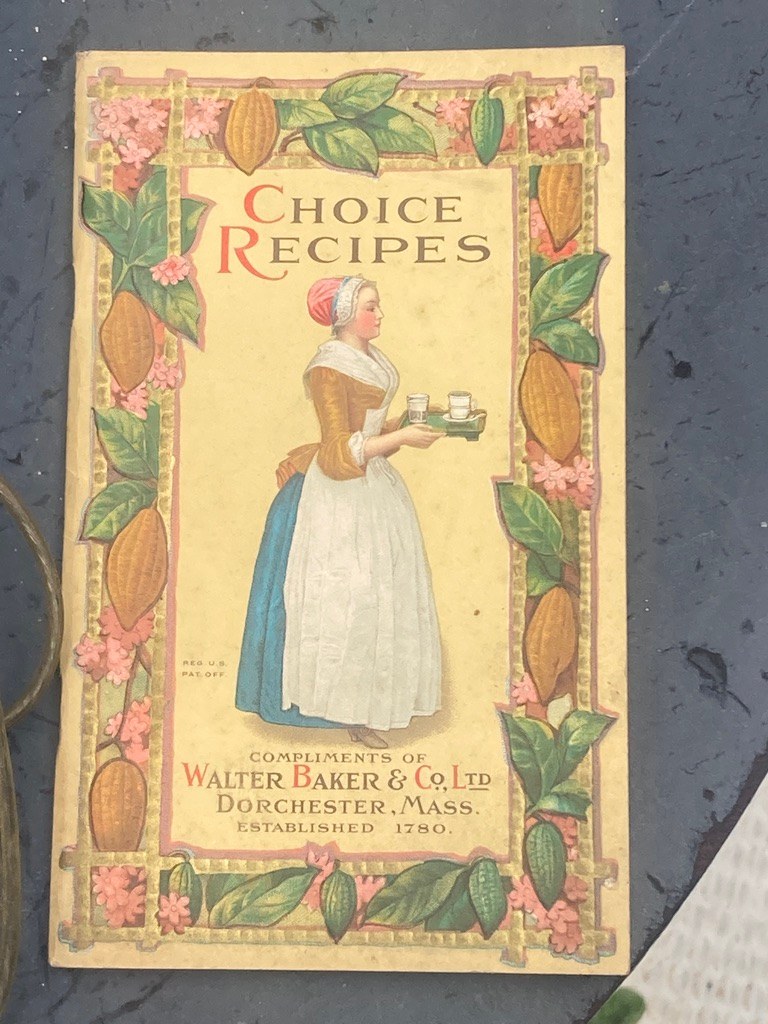 CHOICE
RECIPES
REG. U.S.
PAT. OFF.
COMPLIMENTS OF
WALTER BAKER & CO., LTD
DORCHESTER, MASS.
ESTABLISHED 1780.